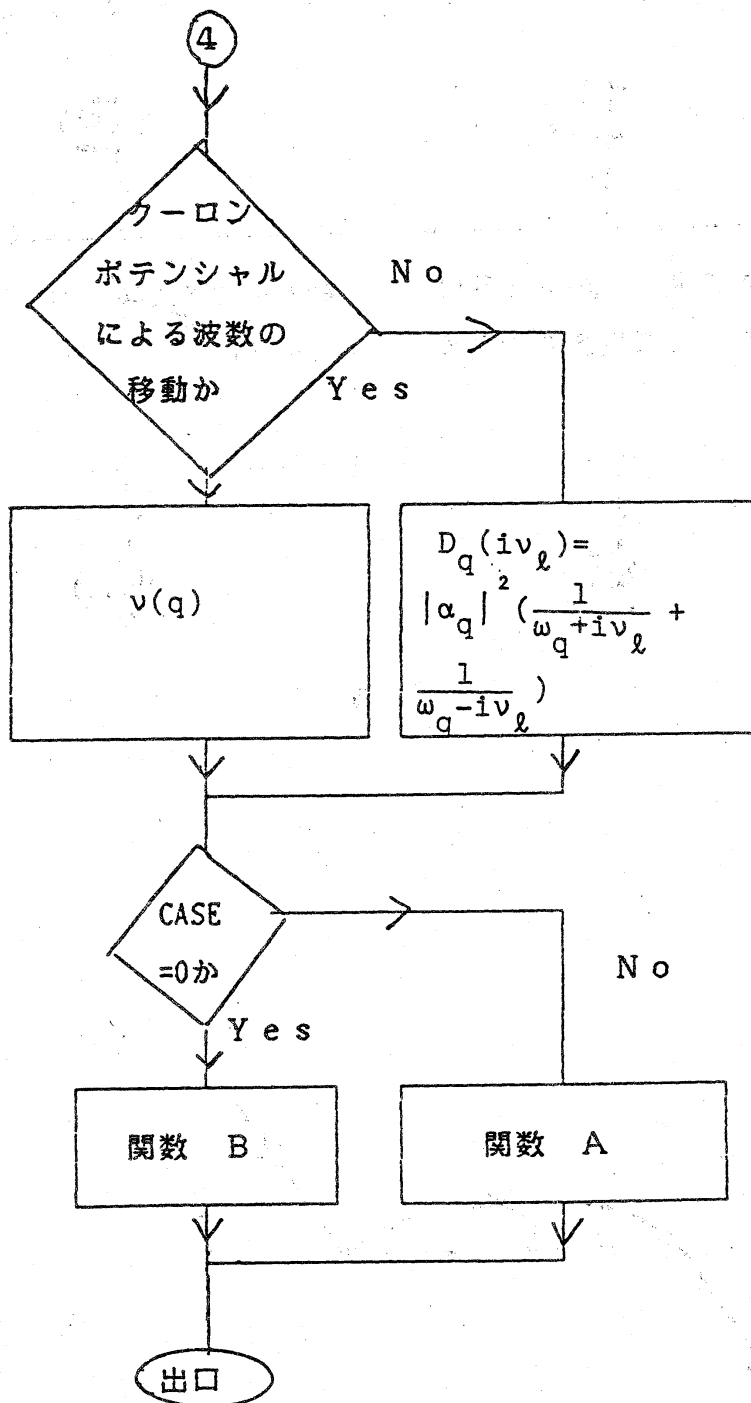 4
クーロン
ポテンシャル
による波数の
移動か
No
Yes
ν(q)
D_q(iν_ℓ)=
|α_q|²(1/(ω_q+iν_ℓ) +
1/(ω_q-iν_ℓ))
CASE
=0か
No
Yes
関数 B
関数 A
出口